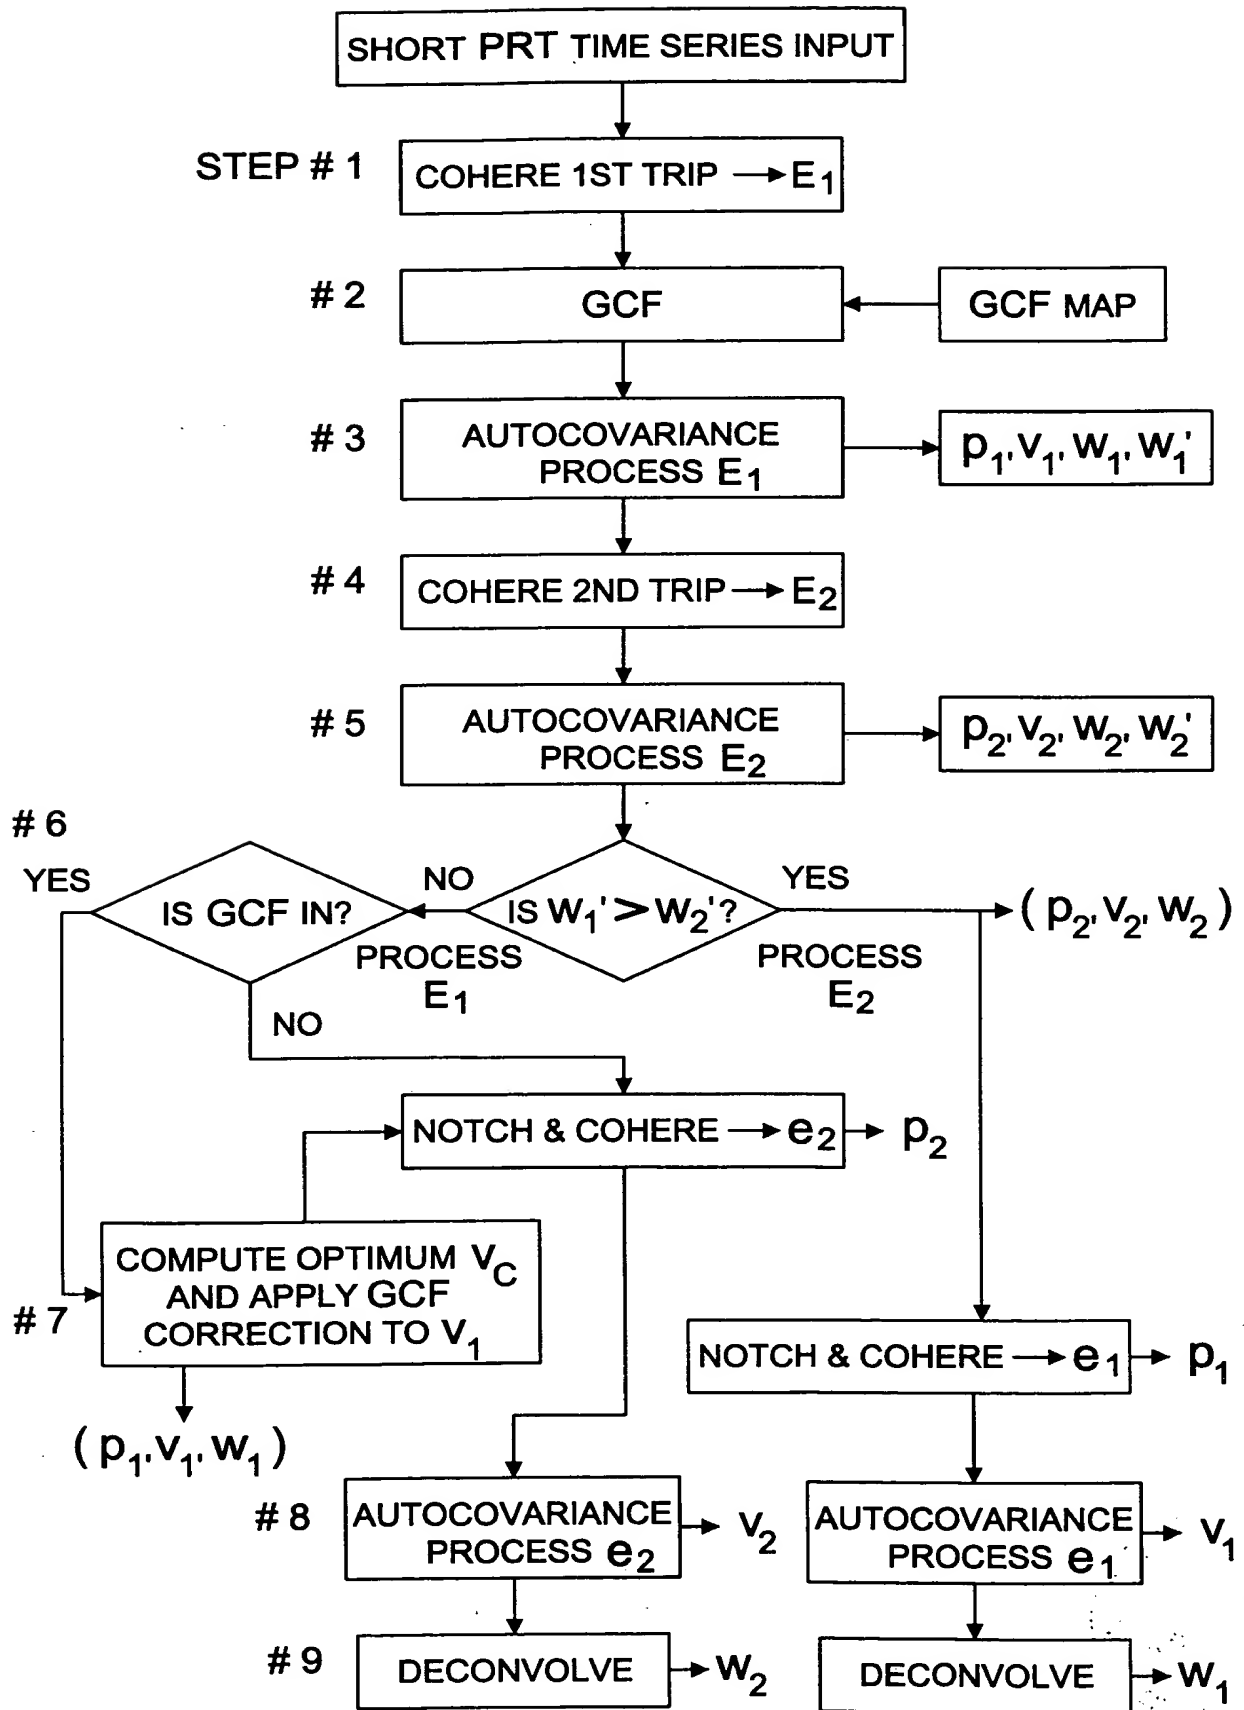 SHORT PRT TIME SERIES INPUT
STEP # 1
COHERE 1ST TRIP → E₁
# 2
GCF
GCF MAP
# 3
AUTOCOVARIANCE
PROCESS E₁
p₁, v₁, w₁, w₁'
# 4
COHERE 2ND TRIP → E₂
# 5
AUTOCOVARIANCE
PROCESS E₂
p₂, v₂, w₂, w₂'
# 6
YES
IS GCF IN?
NO
IS w₁' > w₂' ?
YES
(p₂, v₂, w₂)
PROCESS
E₁
PROCESS
E₂
NO
NOTCH & COHERE → e₂
p₂
# 7
COMPUTE OPTIMUM v_C
AND APPLY GCF
CORRECTION TO v₁
NOTCH & COHERE → e₁
p₁
(p₁, v₁, w₁)
# 8
AUTOCOVARIANCE
PROCESS e₂
v₂
AUTOCOVARIANCE
PROCESS e₁
v₁
# 9
DECONVOLVE
w₂
DECONVOLVE
w₁